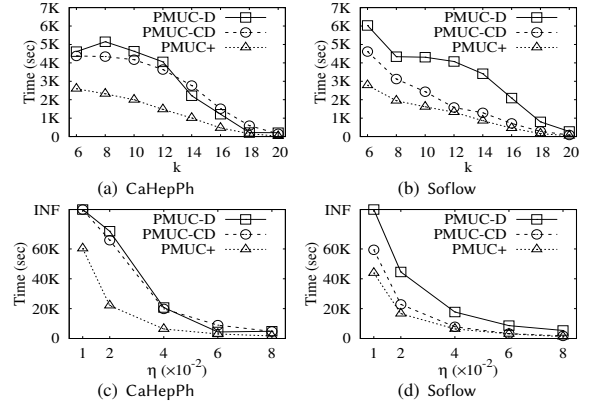 7K
6K
5K
4K
3K
2K
1K
0
Time (sec)
PMUC-D
PMUC-CD
PMUC+
6 8 10 12 14 16 18 20
k
(a) CaHepPh
7K
6K
5K
4K
3K
2K
1K
0
Time (sec)
PMUC-D
PMUC-CD
PMUC+
6 8 10 12 14 16 18 20
k
(b) Soflow
INF
60K
40K
20K
0
Time (sec)
PMUC-D
PMUC-CD
PMUC+
1 2 4 6 8
η (×10⁻²)
(c) CaHepPh
INF
60K
40K
20K
0
Time (sec)
PMUC-D
PMUC-CD
PMUC+
1 2 4 6 8
η (×10⁻²)
(d) Soflow